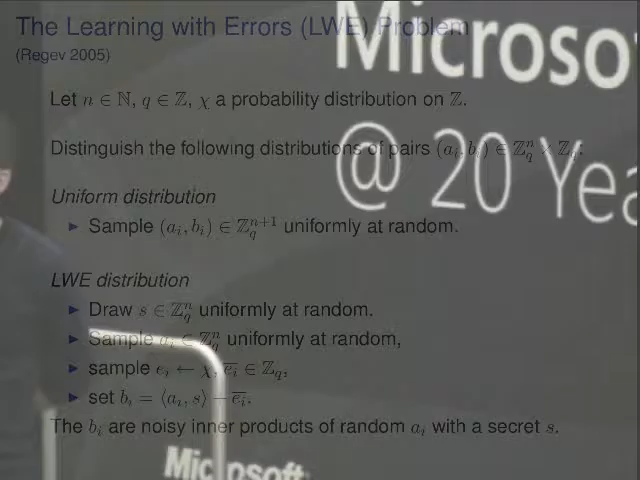 The Learning with Errors (LWE) Problem
(Regev 2005)
Microso
Let n ∈ ℕ, q ∈ ℤ, χ a probability distribution on ℤ.
Distinguish the following distributions of pairs (a_i, b_i) ∈ ℤ_q^n × ℤ_q.
@ 20 Yea
Uniform distribution
► Sample (a_i, b_i) ∈ ℤ_q^{n+1} uniformly at random.
LWE distribution
► Draw s ∈ ℤ_q^n uniformly at random.
► Sample a_i ∈ ℤ_q^n uniformly at random,
► sample e_i ← χ, \overline{e_i} ∈ ℤ_q,
► set b_i = ⟨a_i, s⟩ + \overline{e_i}.
The b_i are noisy inner products of random a_i with a secret s.
Microsoft